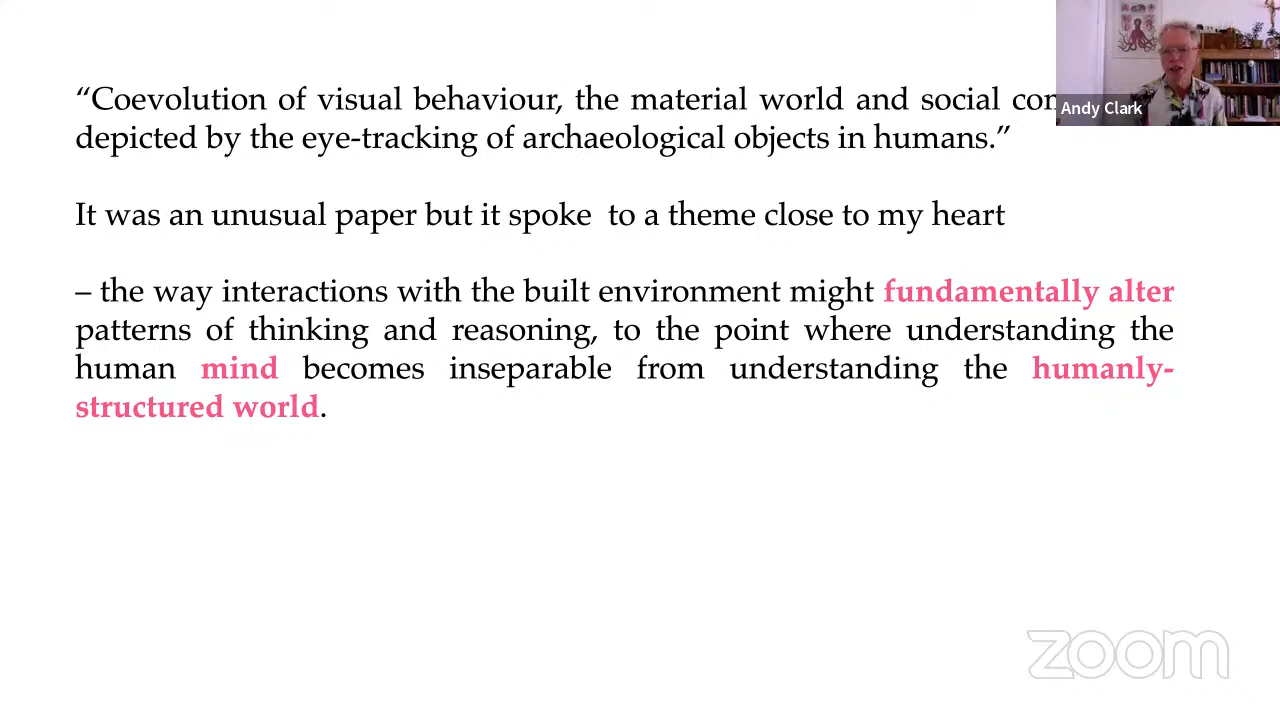 “Coevolution of visual behaviour, the material world and social
depicted by the eye-tracking of archaeological objects in humans.”
It was an unusual paper but it spoke  to a theme close to my heart
– the way interactions with the built environment might fundamentally alter
patterns of thinking and reasoning, to the point where understanding the
human mind becomes inseparable from understanding the humanly-
structured world.
Andy Clark
zoom